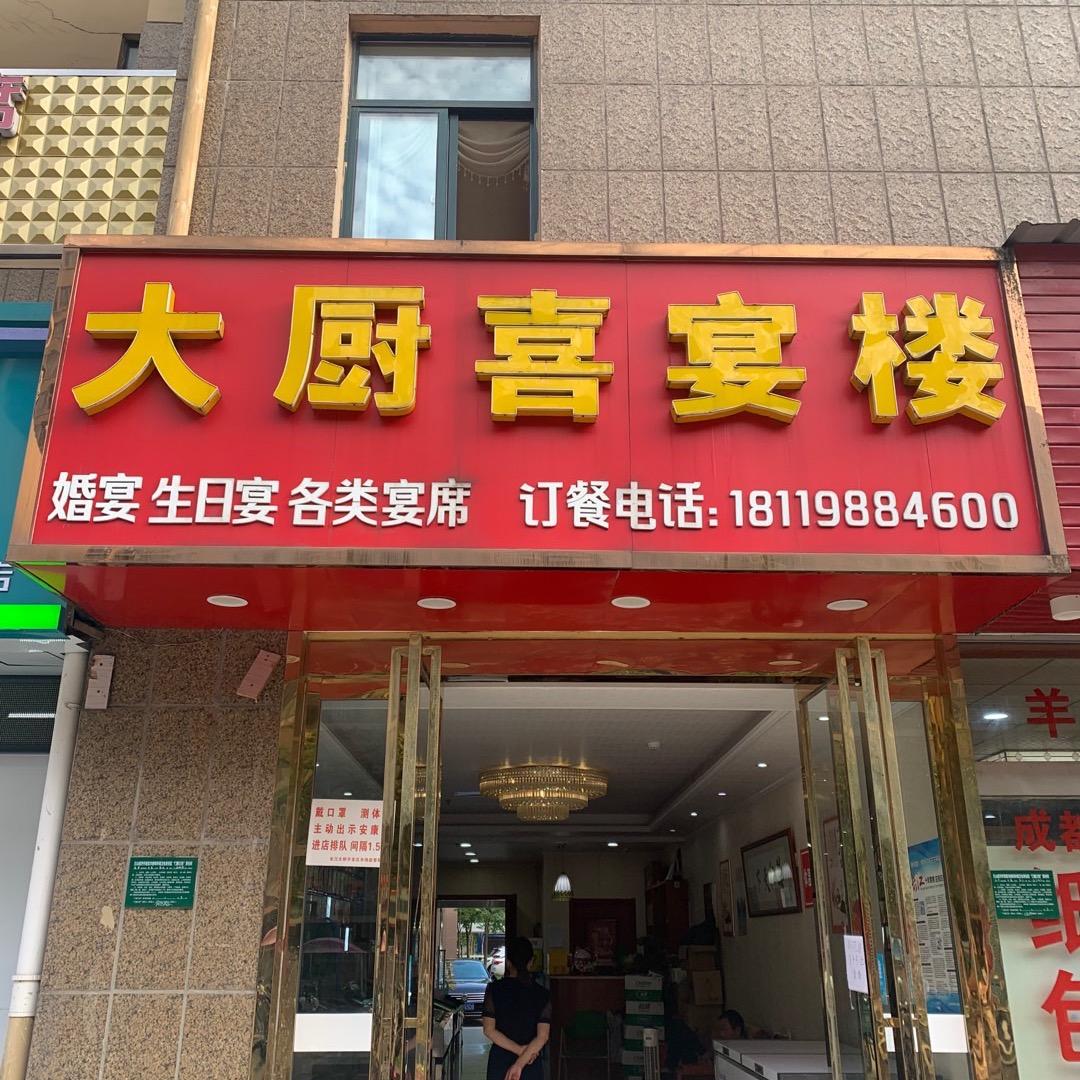 大厨喜宴楼
婚宴 生日宴 各类宴席 订餐电话:18119884600
戴口罩 测体
主动出示安康
进店排队 间隔1.5
羊
成都
纸
包